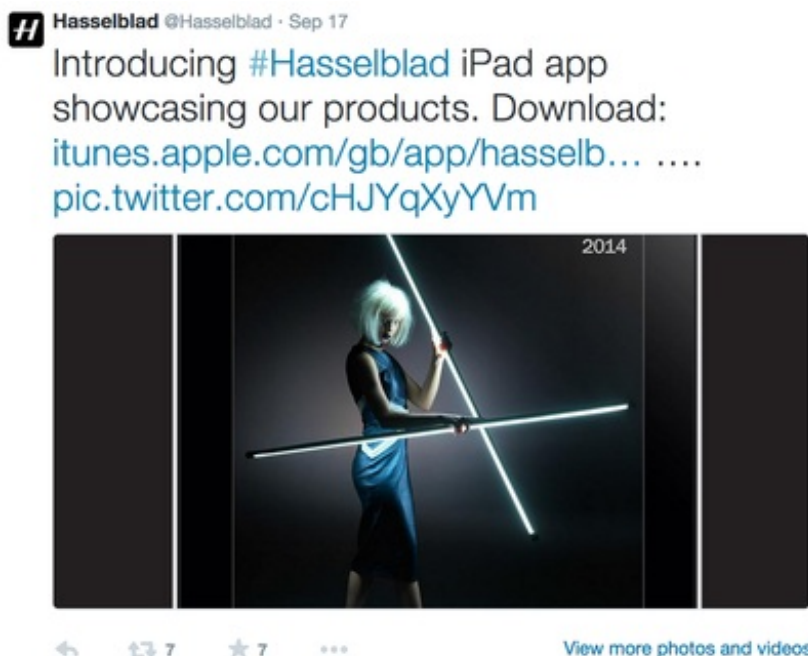 Hasselblad @Hasselblad · Sep 17
Introducing #Hasselblad iPad app
showcasing our products. Download:
itunes.apple.com/gb/app/hasselb... ....
pic.twitter.com/cHJYqXyYVm
2014
7 7 View more photos and videos